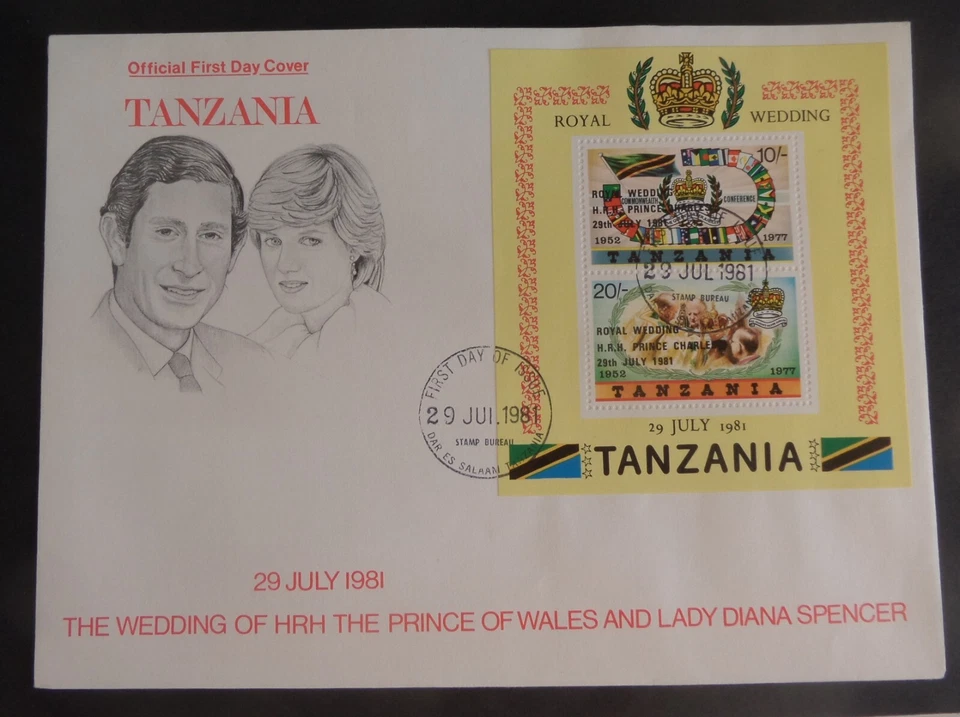 Official First Day Cover
TANZANIA
ROYAL WEDDING
10/-
ROYAL WEDDING
COMMONWEALTH CONFERENCE
H.R.H. PRINCE CHARLES
29th JULY 1981
1952 1977
TANZANIA
29 JUL 1981
STAMP BUREAU
20/-
ROYAL WEDDING
H.R.H. PRINCE CHARLES
29th JULY 1981
1952 1977
TANZANIA
29 JULY 1981
TANZANIA
FIRST DAY OF ISSUE
29 JUL 1981
STAMP BUREAU
DAR ES SALAAM TANZANIA
29 JULY 1981
THE WEDDING OF HRH THE PRINCE OF WALES AND LADY DIANA SPENCER